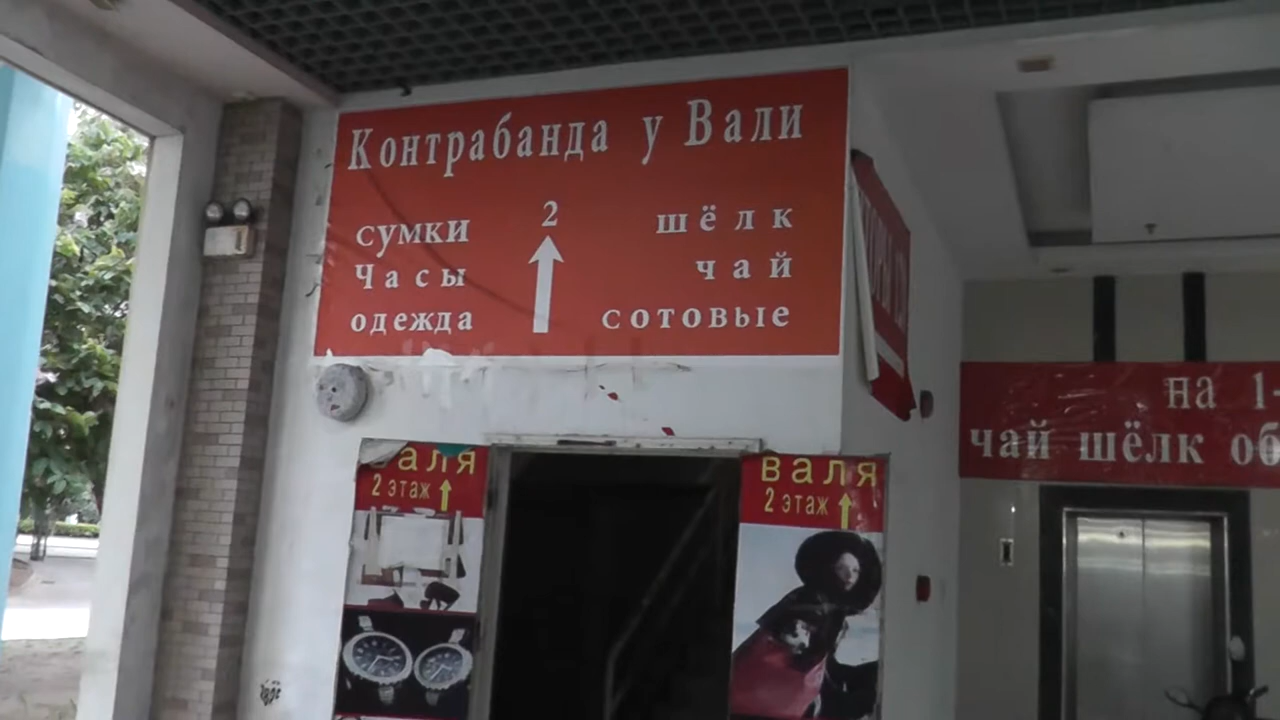 Контрабанда у Вали
сумки 2 шёлк
Часы чай
одежда сотовые
на 1-
чай шёлк об
валя
2 этаж
валя
2 этаж